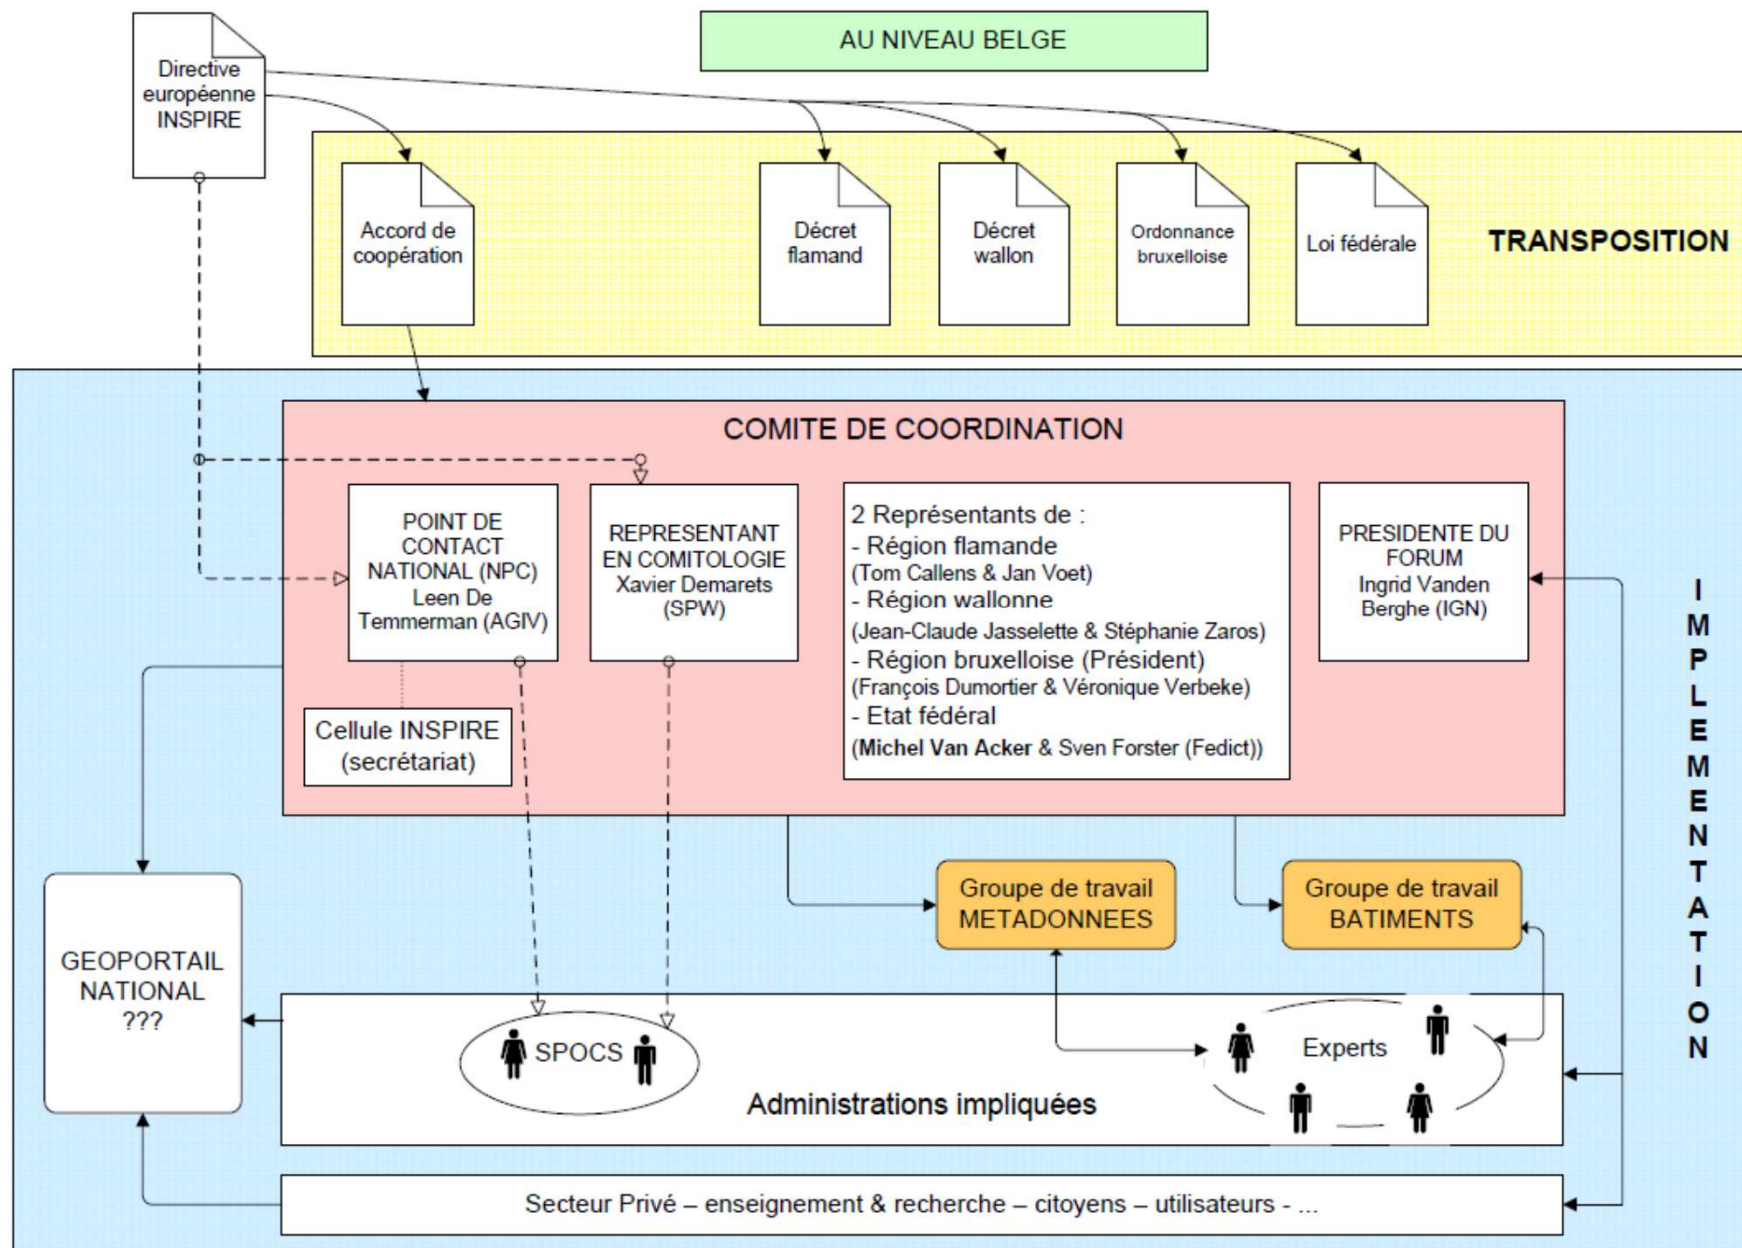 AU NIVEAU BELGE
Directive
européenne
INSPIRE
Accord de
coopération
Décret
flamand
Décret
wallon
Ordonnance
bruxelloise
Loi fédérale
TRANSPOSITION
COMITE DE COORDINATION
POINT DE
CONTACT
NATIONAL (NPC)
Leen De
Temmerman (AGIV)
REPRESENTANT
EN COMITOLOGIE
Xavier Demarets
(SPW)
2 Représentants de :
- Région flamande
(Tom Callens & Jan Voet)
- Région wallonne
(Jean-Claude Jasselette & Stéphanie Zaros)
- Région bruxelloise (Président)
(François Dumortier & Véronique Verbeke)
- Etat fédéral
(Michel Van Acker & Sven Forster (Fedict))
PRESIDENTE DU
FORUM
Ingrid Vanden
Berghe (IGN)
Cellule INSPIRE
(secrétariat)
IMPLEMENTATION
Groupe de travail
METADONNEES
Groupe de travail
BATIMENTS
GEOPORTAIL
NATIONAL
???
SPOCS
Experts
Administrations impliquées
Secteur Privé – enseignement & recherche – citoyens – utilisateurs - ...